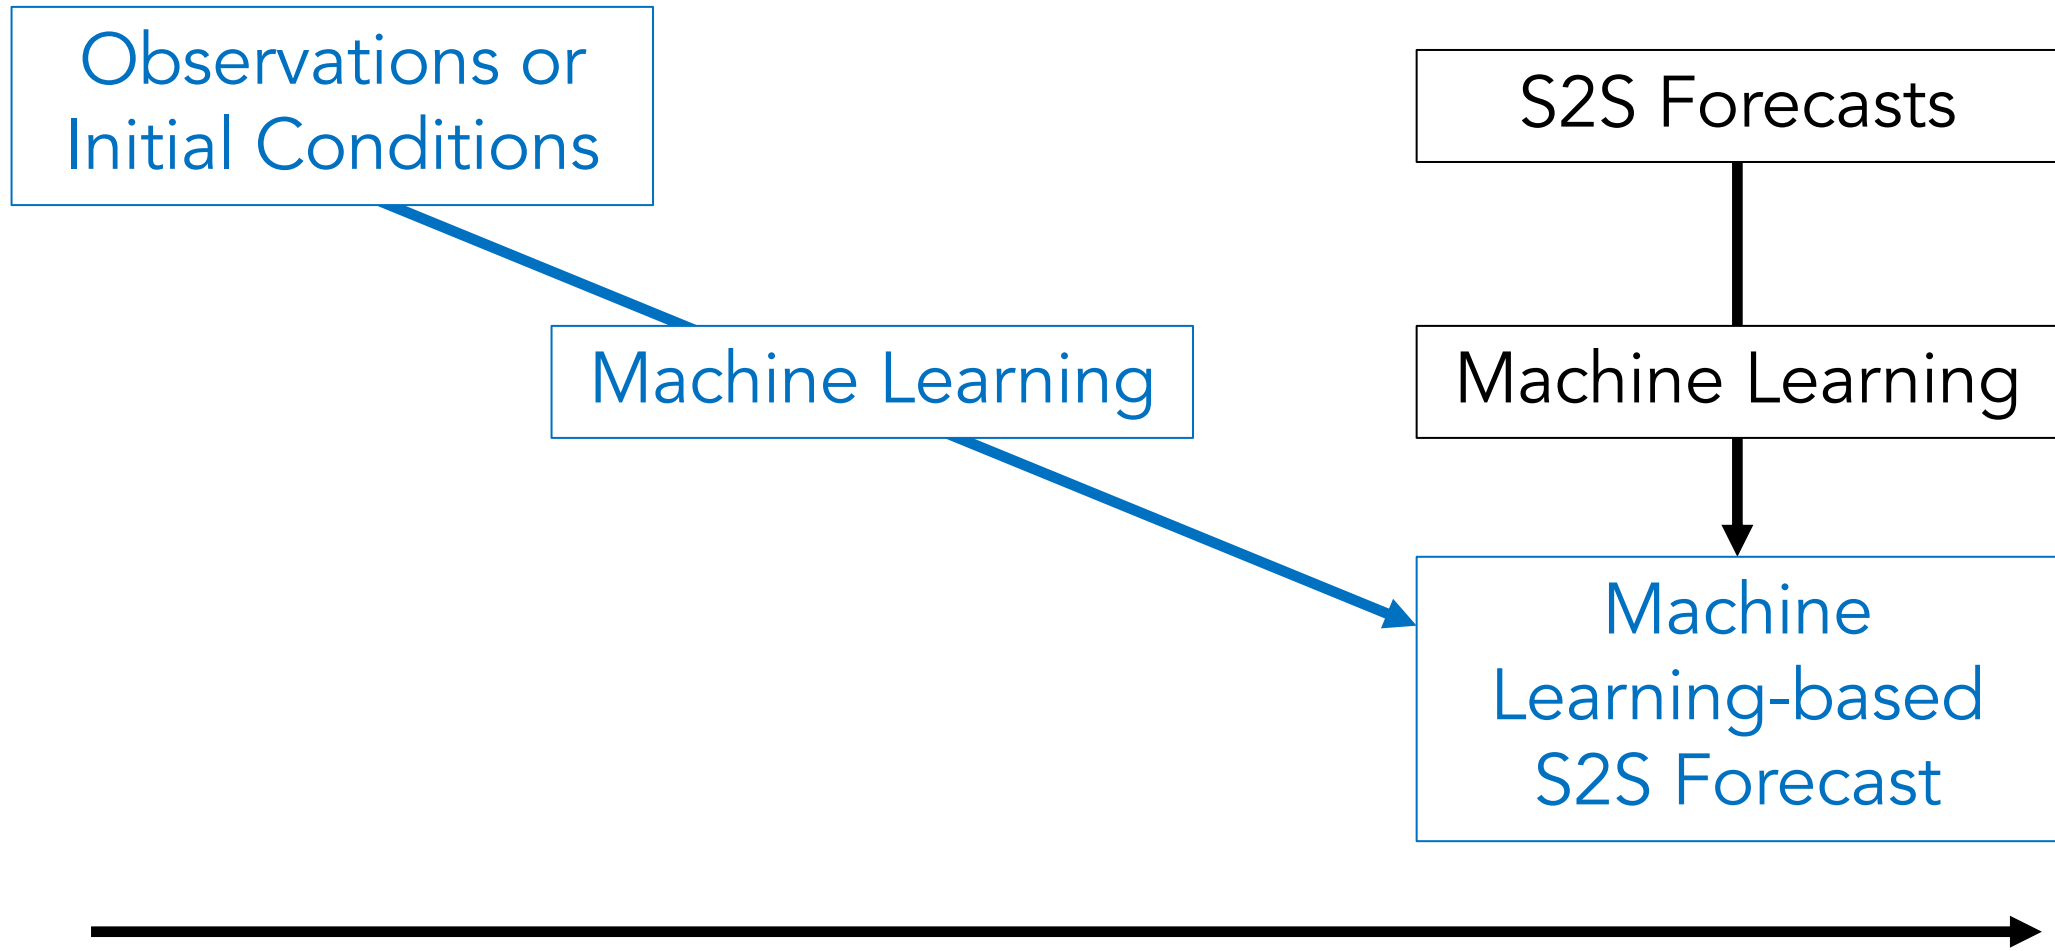 Observations or
Initial Conditions
S2S Forecasts
Machine Learning
Machine Learning
Machine
Learning-based
S2S Forecast